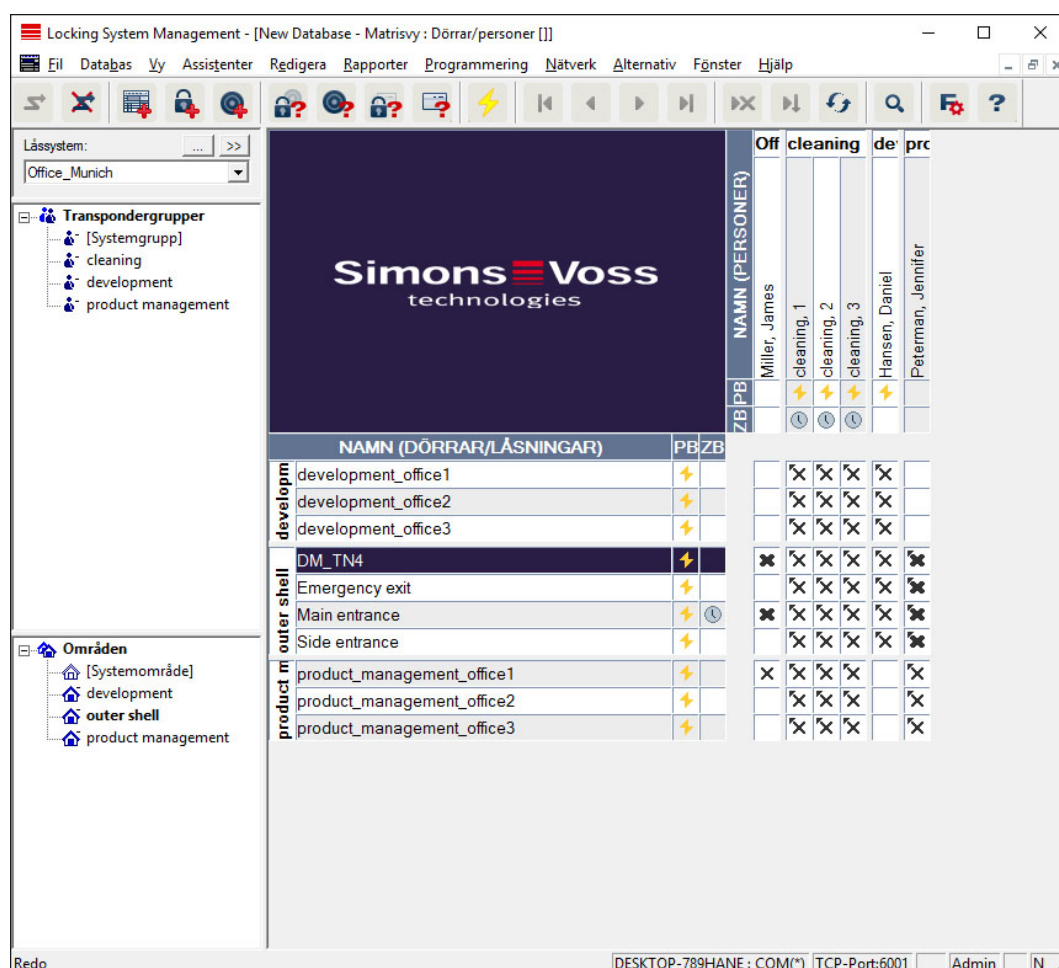 Locking System Management - [New Database - Matrisvy : Dörrar/personer []]
Fil Databas Vy Assistenter Redigera Rapporter Programmering Nätverk Alternativ Fönster Hjälp
Låssystem: ... >>
Office_Munich
Transpondergrupper
[Systemgrupp]
cleaning
development
product management
Områden
[Systemområde]
development
outer shell
product management
Simons Voss
technologies
NAMN (PERSONER)
PB
ZB
Off cleaning de prc
Miller, James
cleaning, 1
cleaning, 2
cleaning, 3
Hansen, Daniel
Peterman, Jennifer
NAMN (DÖRRAR/LÅSNINGAR) PB ZB
developm
development_office1
development_office2
development_office3
outer shell
DM_TN4
Emergency exit
Main entrance
Side entrance
product m
product_management_office1
product_management_office2
product_management_office3
Redo DESKTOP-789HANE : COM(*) TCP-Port:6001 Admin N